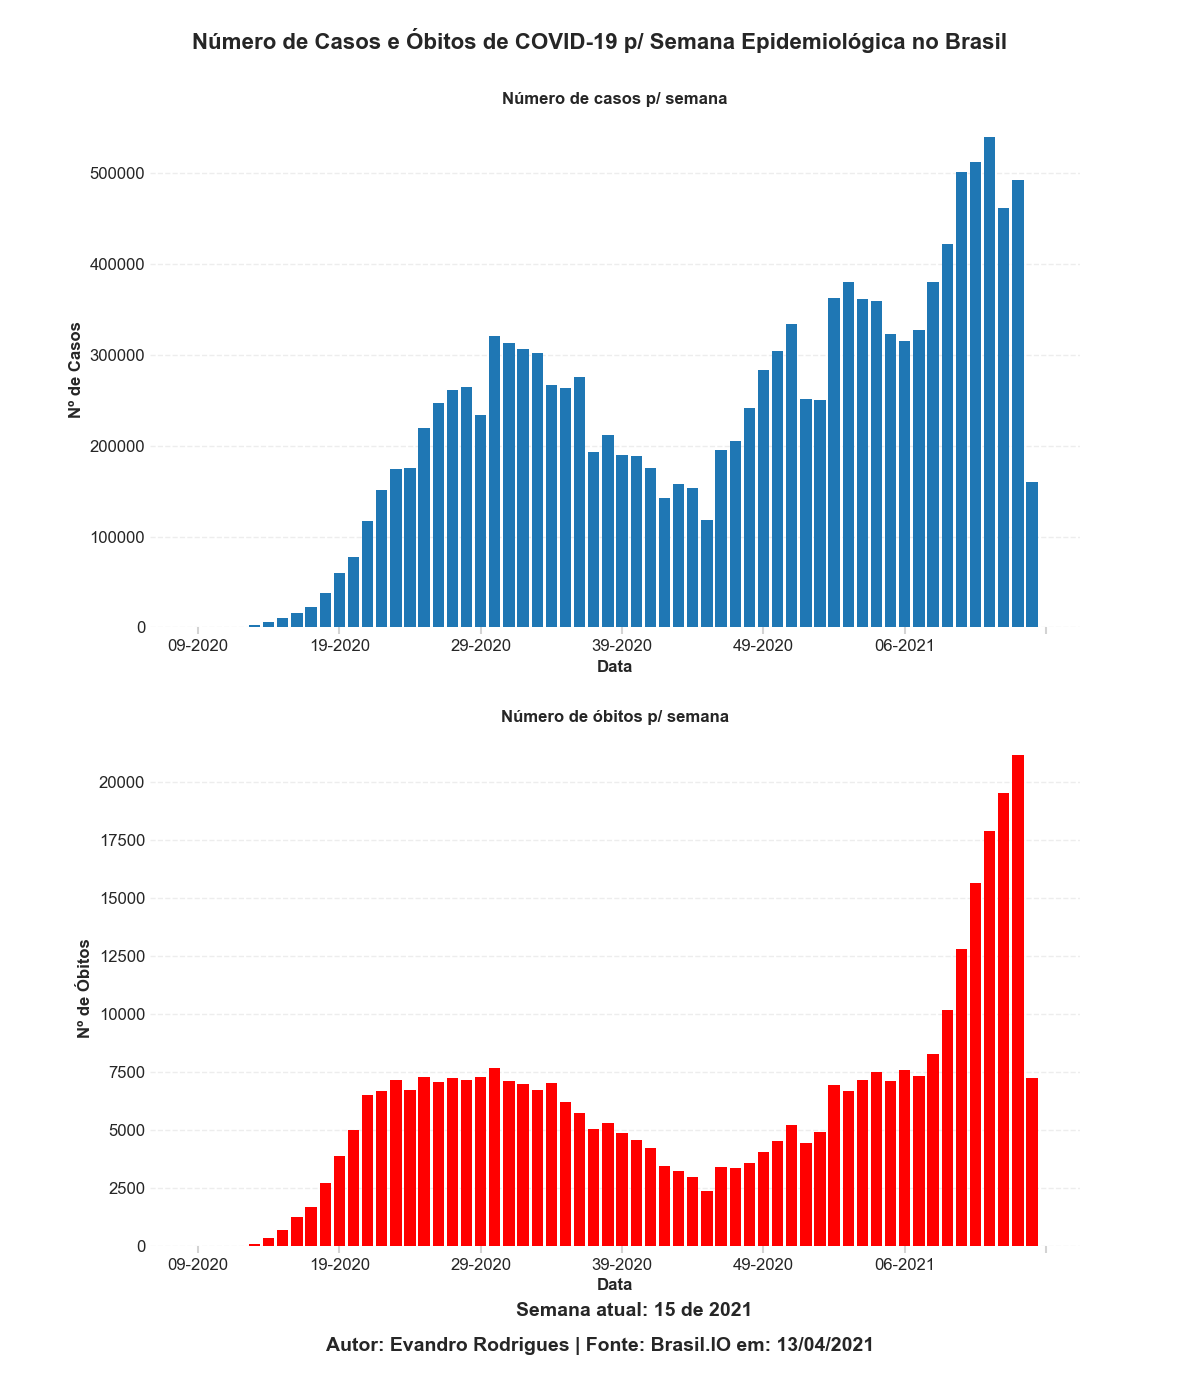 Número de Casos e Óbitos de COVID-19 p/ Semana Epidemiológica no Brasil
Número de casos p/ semana
500000
400000
300000
200000
100000
0
Nº de Casos
09-2020 19-2020 29-2020 39-2020 49-2020 06-2021
Data
Número de óbitos p/ semana
20000
17500
15000
12500
10000
7500
5000
2500
0
Nº de Óbitos
09-2020 19-2020 29-2020 39-2020 49-2020 06-2021
Data
Semana atual: 15 de 2021
Autor: Evandro Rodrigues | Fonte: Brasil.IO em: 13/04/2021